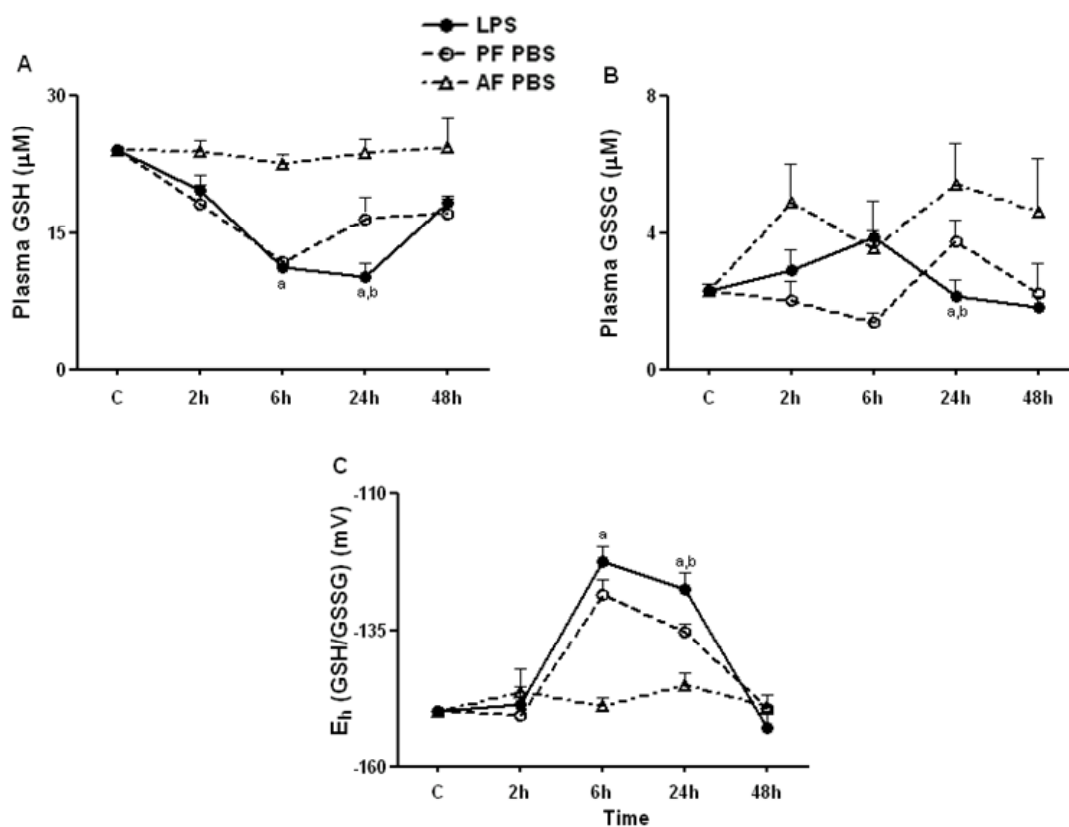 LPS
PF PBS
AF PBS
A
Plasma GSH (μM)
30
15
0
a
a,b
C 2h 6h 24h 48h
B
Plasma GSSG (μM)
8
4
0
a,b
C 2h 6h 24h 48h
C
Eh (GSH/GSSG) (mV)
-110
-135
-160
a
a,b
C 2h 6h 24h 48h
Time